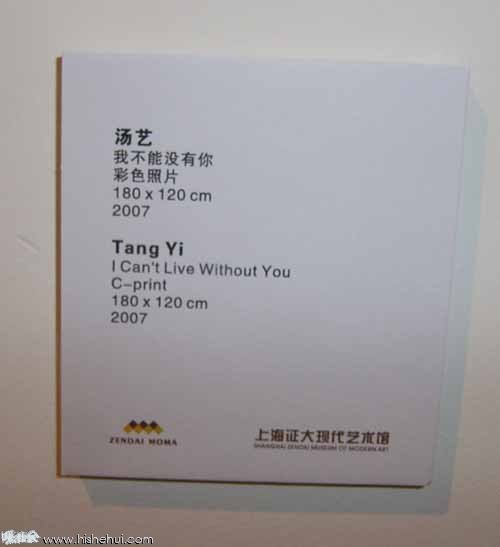 汤艺
我不能没有你
彩色照片
180 x 120 cm
2007
Tang Yi
I Can't Live Without You
C-print
180 x 120 cm
2007
ZENDAI MOMA
上海证大现代艺术馆
SHANGHAI ZENDAI MUSEUM OF MODERN ART
www.hishehui.com